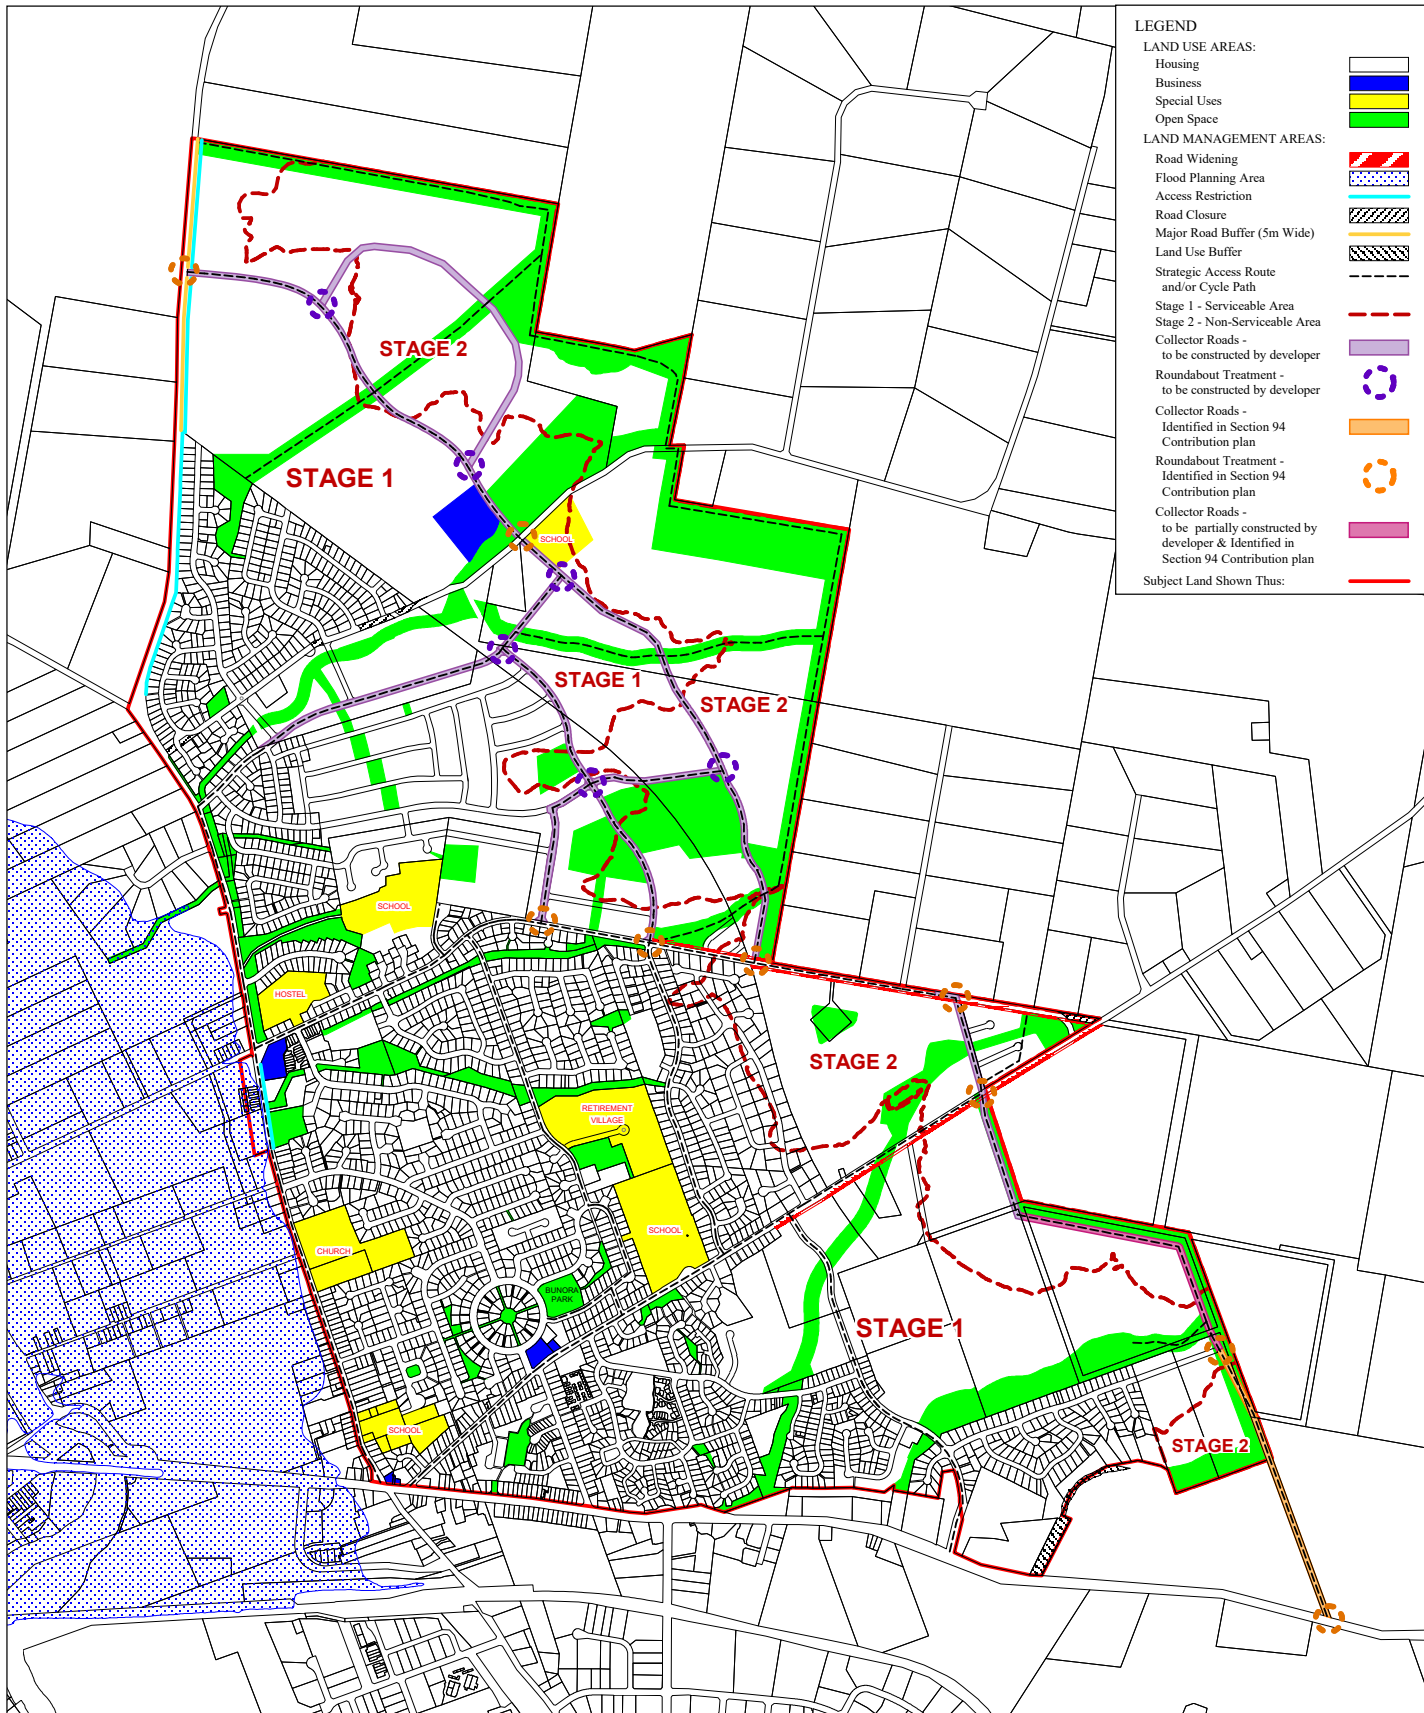 LEGEND
LAND USE AREAS:
Housing
Business
Special Uses
Open Space
LAND MANAGEMENT AREAS:
Road Widening
Flood Planning Area
Access Restriction
Road Closure
Major Road Buffer (5m Wide)
Land Use Buffer
Strategic Access Route
and/or Cycle Path
Stage 1 - Serviceable Area
Stage 2 - Non-Serviceable Area
Collector Roads -
to be constructed by developer
Roundabout Treatment -
to be constructed by developer
Collector Roads -
Identified in Section 94
Contribution plan
Roundabout Treatment -
Identified in Section 94
Contribution plan
Collector Roads -
to be partially constructed by
developer & Identified in
Section 94 Contribution plan
Subject Land Shown Thus:
STAGE 2
STAGE 1
SCHOOL
STAGE 1
STAGE 2
SCHOOL
HOSTEL
STAGE 2
RETIREMENT
VILLAGE
SCHOOL
CHURCH
BUNORA
PARK
STAGE 1
SCHOOL
STAGE 2